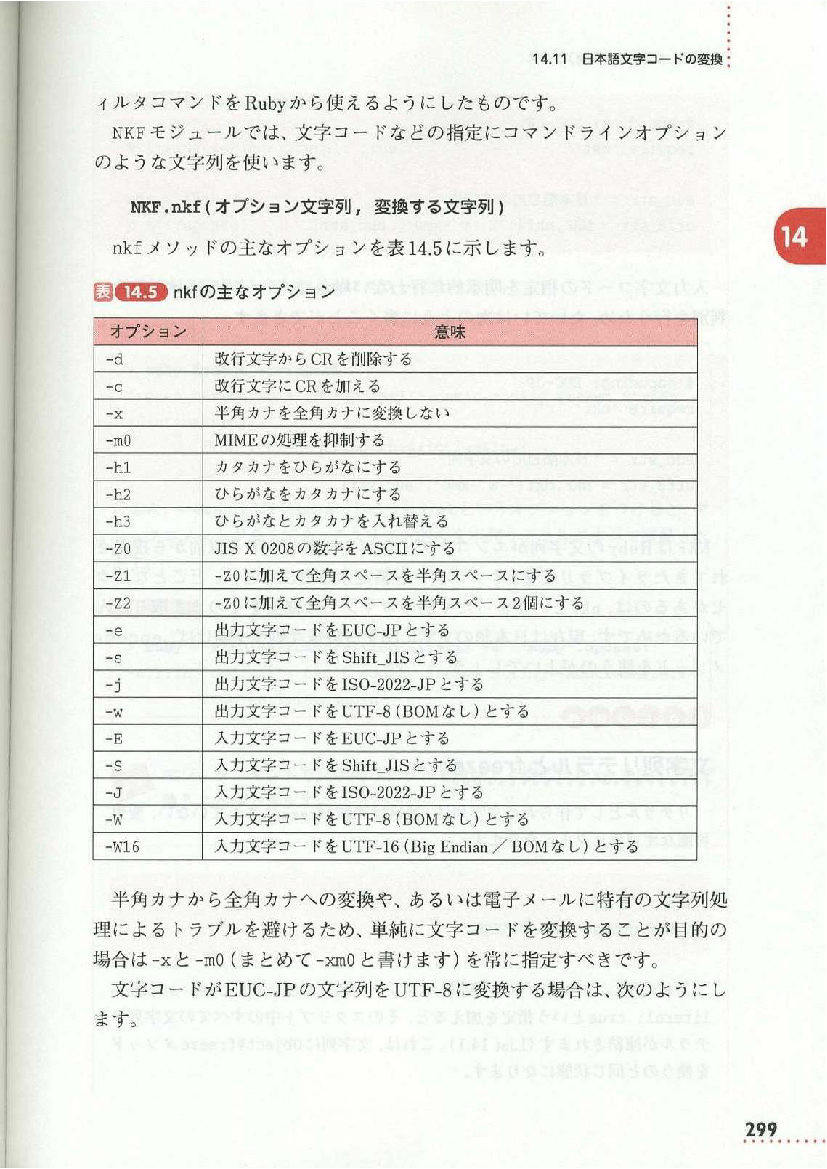 14.11 日本語文字コードの変換
ィルタコマンドをRubyから使えるようにしたものです。
NKFモジュールでは、文字コードなどの指定にコマンドラインオプション
のような文字列を使います。
NKF.nkf(オプション文字列, 変換する文字列)
nkfメソッドの主なオプションを表14.5に示します。
14
表 14.5 nkfの主なオプション
オプション 意味
-d 改行文字からCRを削除する
-c 改行文字にCRを加える
-x 半角カナを全角カナに変換しない
-m0 MIMEの処理を抑制する
-h1 カタカナをひらがなにする
-h2 ひらがなをカタカナにする
-h3 ひらがなとカタカナを入れ替える
-Z0 JIS X 0208の数字をASCIIにする
-Z1 -Z0に加えて全角スペースを半角スペースにする
-Z2 -Z0に加えて全角スペースを半角スペース2個にする
-e 出力文字コードをEUC-JPとする
-s 出力文字コードをShift_JISとする
-j 出力文字コードをISO-2022-JPとする
-w 出力文字コードをUTF-8(BOMなし)とする
-E 入力文字コードをEUC-JPとする
-S 入力文字コードをShift_JISとする
-J 入力文字コードをISO-2022-JPとする
-W 入力文字コードをUTF-8(BOMなし)とする
-W16 入力文字コードをUTF-16(Big Endian/BOMなし)とする
半角カナから全角カナへの変換や、あるいは電子メールに特有の文字列処
理によるトラブルを避けるため、単純に文字コードを変換することが目的の
場合は-xと-m0(まとめて-xm0と書けます)を常に指定すべきです。
文字コードがEUC-JPの文字列をUTF-8に変換する場合は、次のようにし
ます。
299